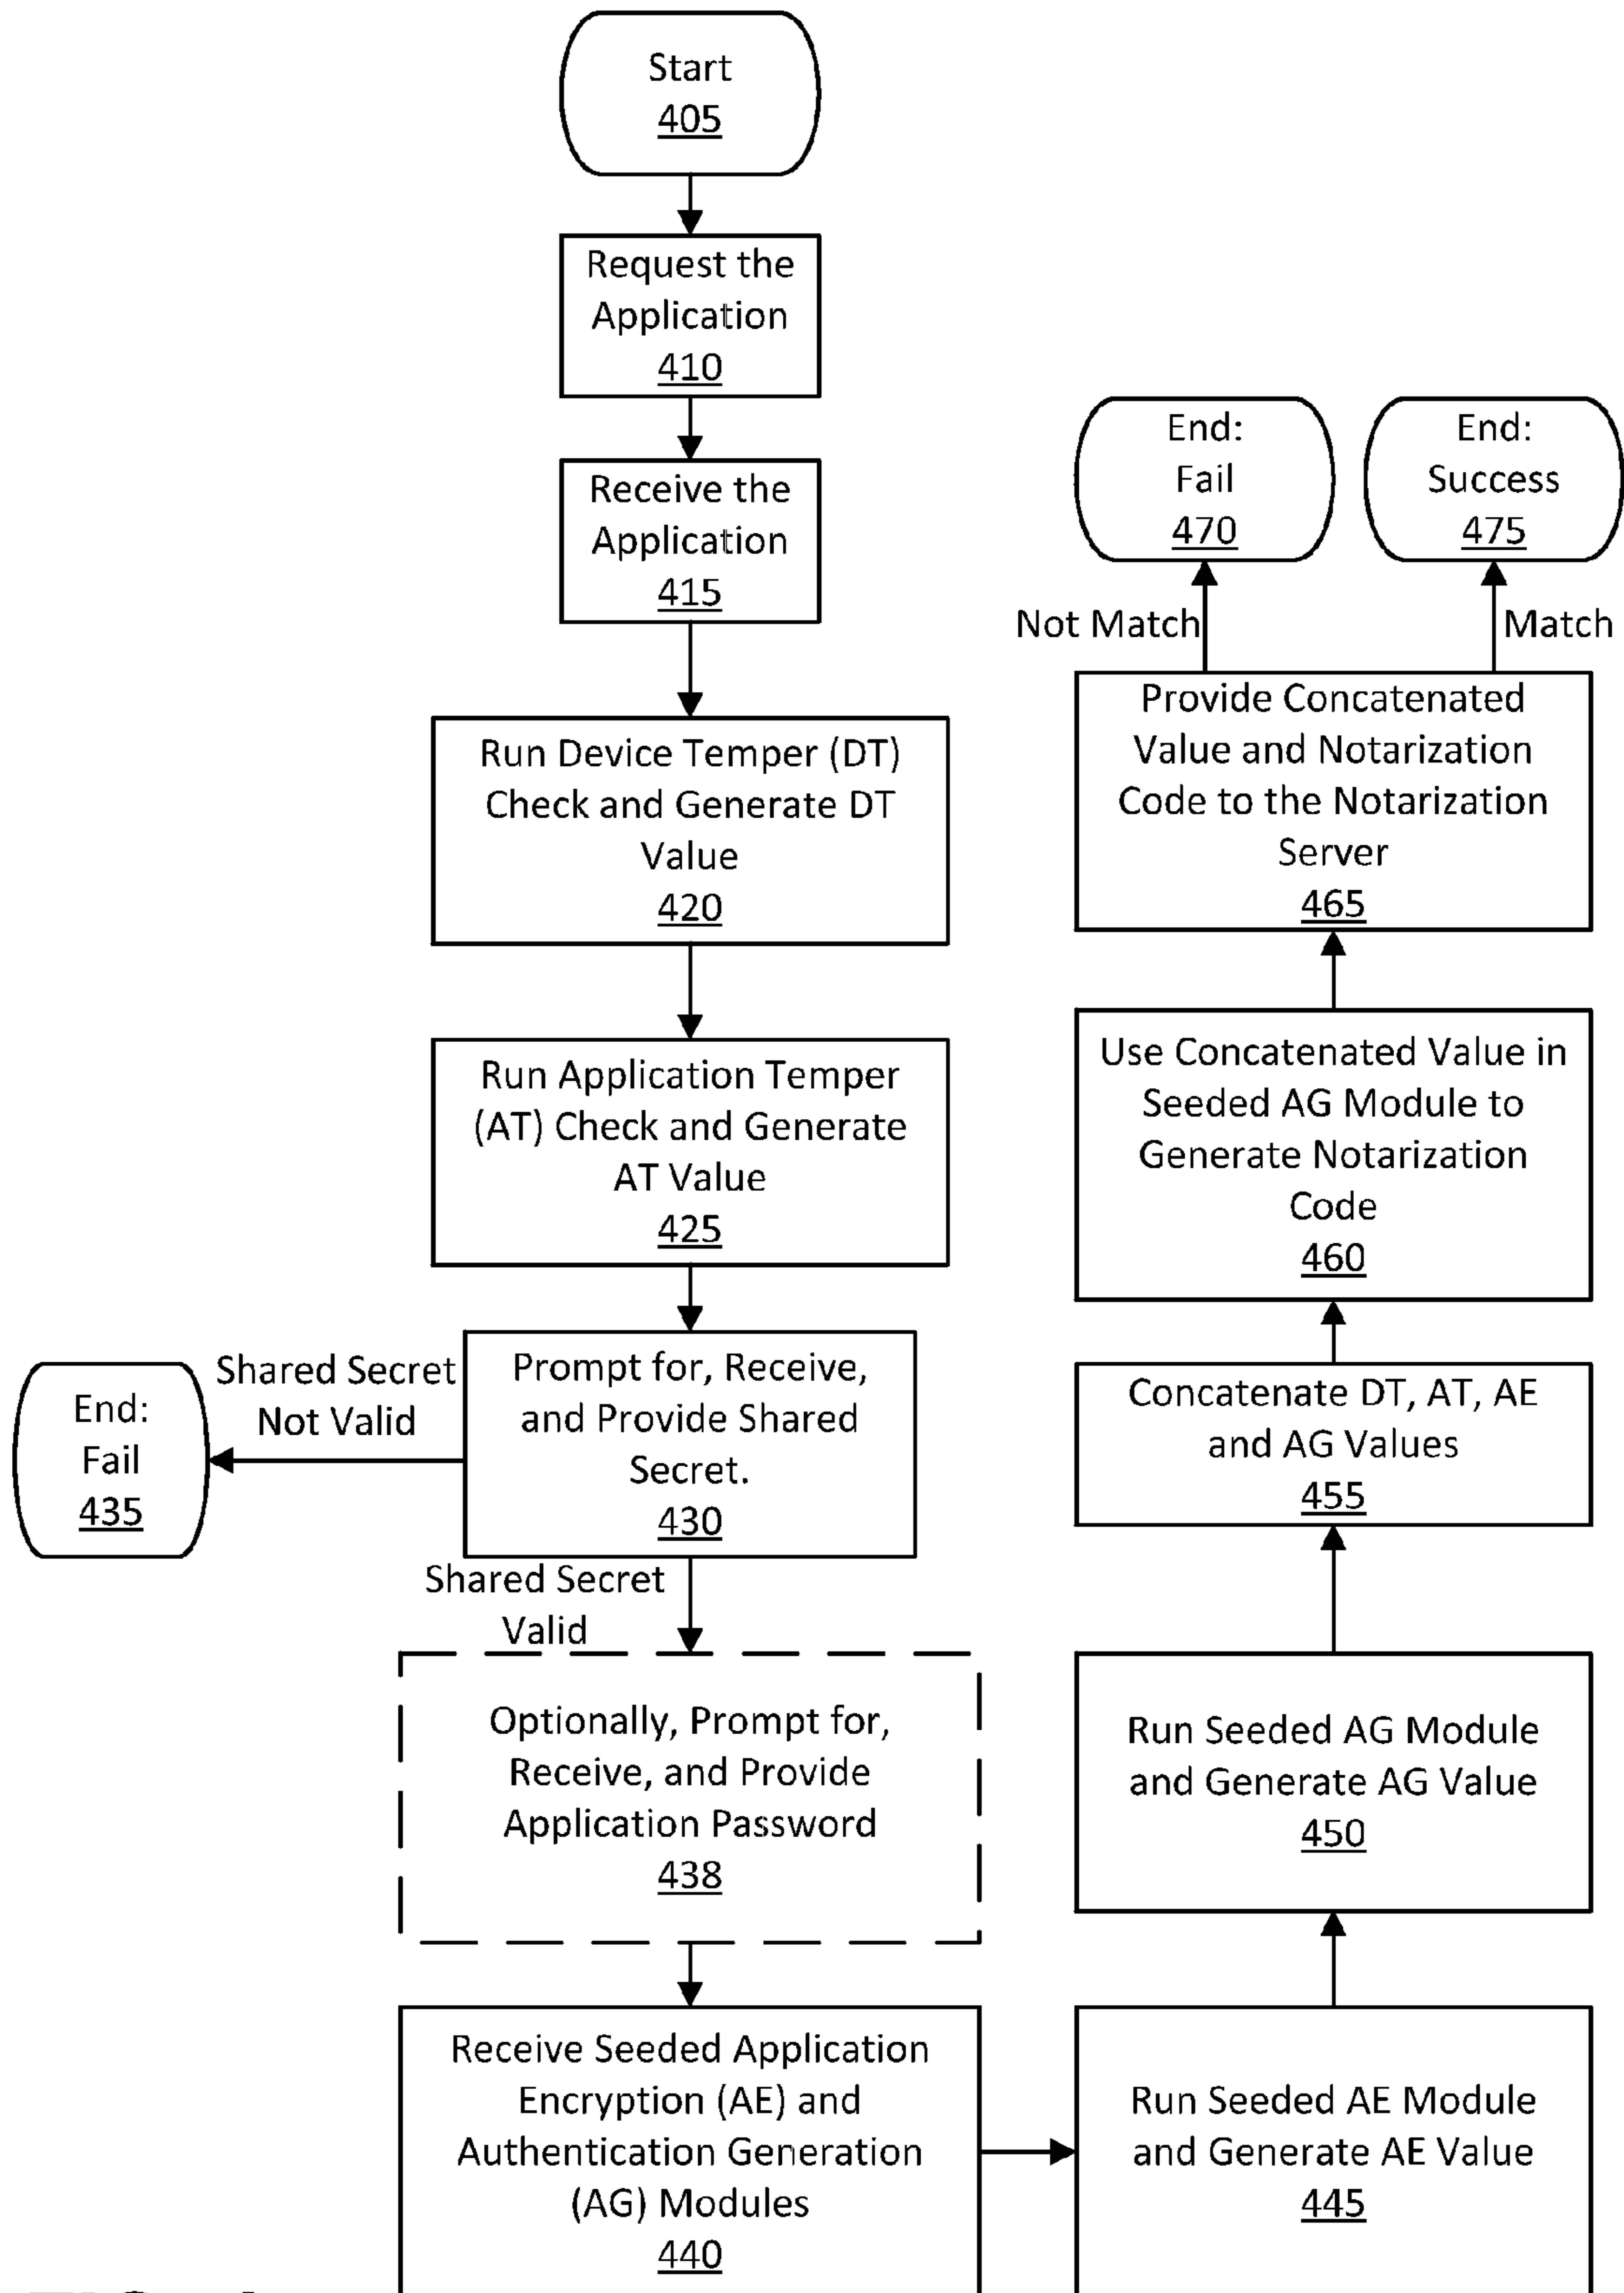 Start
405
Request the
Application
410
Receive the
Application
415
Run Device Temper (DT)
Check and Generate DT
Value
420
Run Application Temper
(AT) Check and Generate
AT Value
425
Prompt for, Receive,
and Provide Shared
Secret.
430
Shared Secret
Not Valid
End:
Fail
435
Shared Secret
Valid
Optionally, Prompt for,
Receive, and Provide
Application Password
438
Receive Seeded Application
Encryption (AE) and
Authentication Generation
(AG) Modules
440
Run Seeded AE Module
and Generate AE Value
445
Run Seeded AG Module
and Generate AG Value
450
Concatenate DT, AT, AE
and AG Values
455
Use Concatenated Value in
Seeded AG Module to
Generate Notarization
Code
460
Provide Concatenated
Value and Notarization
Code to the Notarization
Server
465
Not Match
Match
End:
Fail
470
End:
Success
475